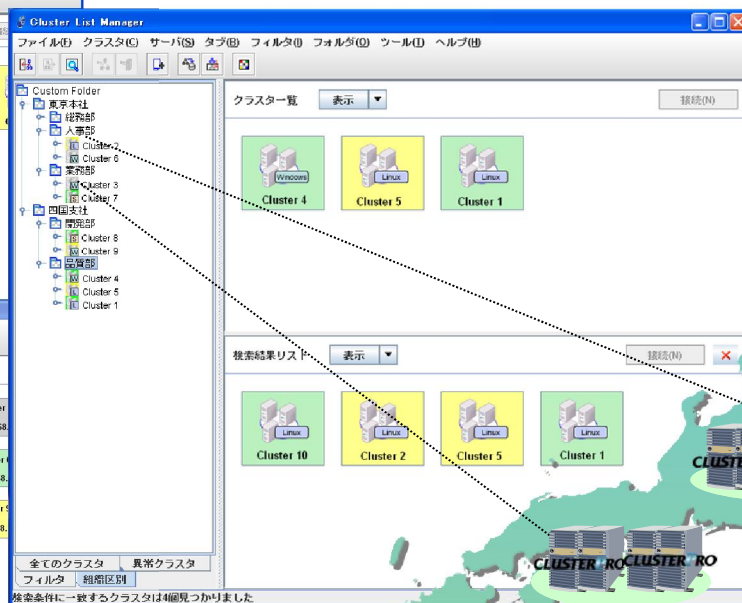 Cluster List Manager
ファイル(F) クラスタ(C) サーバ(S) タブ(B) フィルタ(I) フォルダ(O) ツール(T) ヘルプ(H)
Custom Folder
東京本社
総務部
人事部
Cluster 2
Cluster 6
業務部
Cluster 3
Cluster 7
四国支社
開発部
Cluster 8
Cluster 9
品質部
Cluster 4
Cluster 5
Cluster 1
全てのクラスタ 異常クラスタ
フィルタ 組織区別
クラスター覧 表示 接続(N)
Windows Linux Linux
Cluster 4 Cluster 5 Cluster 1
検索結果リスト 表示 接続(N)
Linux Linux Linux Linux
Cluster 10 Cluster 2 Cluster 5 Cluster 1
CLUSTE
CLUSTER RO CLUSTER PRO
検索条件に一致するクラスタは4個見つかりました